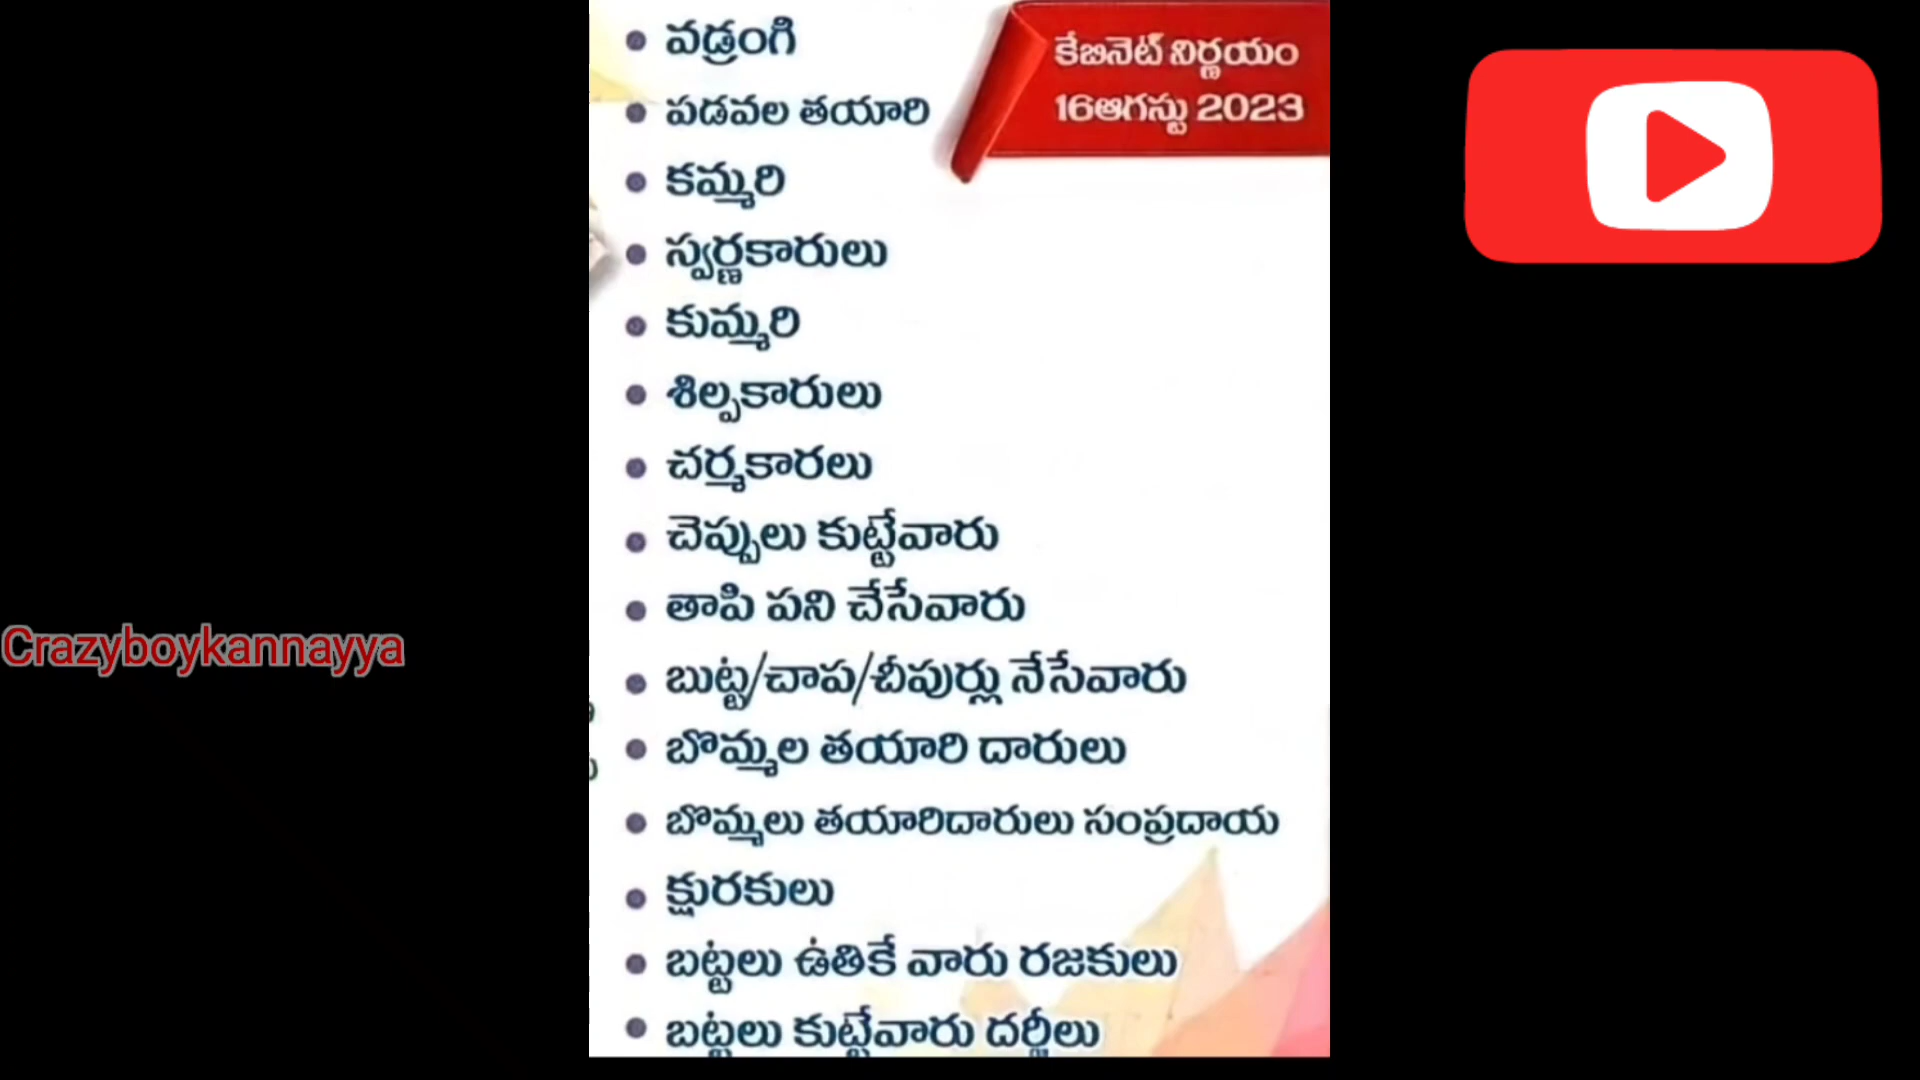 కేబినెట్ నిర్ణయం
16ఆగస్టు 2023
వడ్రంగి
పడవల తయారి
కమ్మరి
స్వర్ణకారులు
కుమ్మరి
శిల్పకారులు
చర్మకారలు
చెప్పులు కుట్టేవారు
తాపి పని చేసేవారు
బుట్ట/చాప/చీపుర్లు నేసేవారు
బొమ్మల తయారి దారులు
బొమ్మలు తయారిదారులు సంప్రదాయ
క్షురకులు
బట్టలు ఉతికే వారు రజకులు
బట్టలు కుట్టేవారు దర్జీలు
Crazyboykannayya